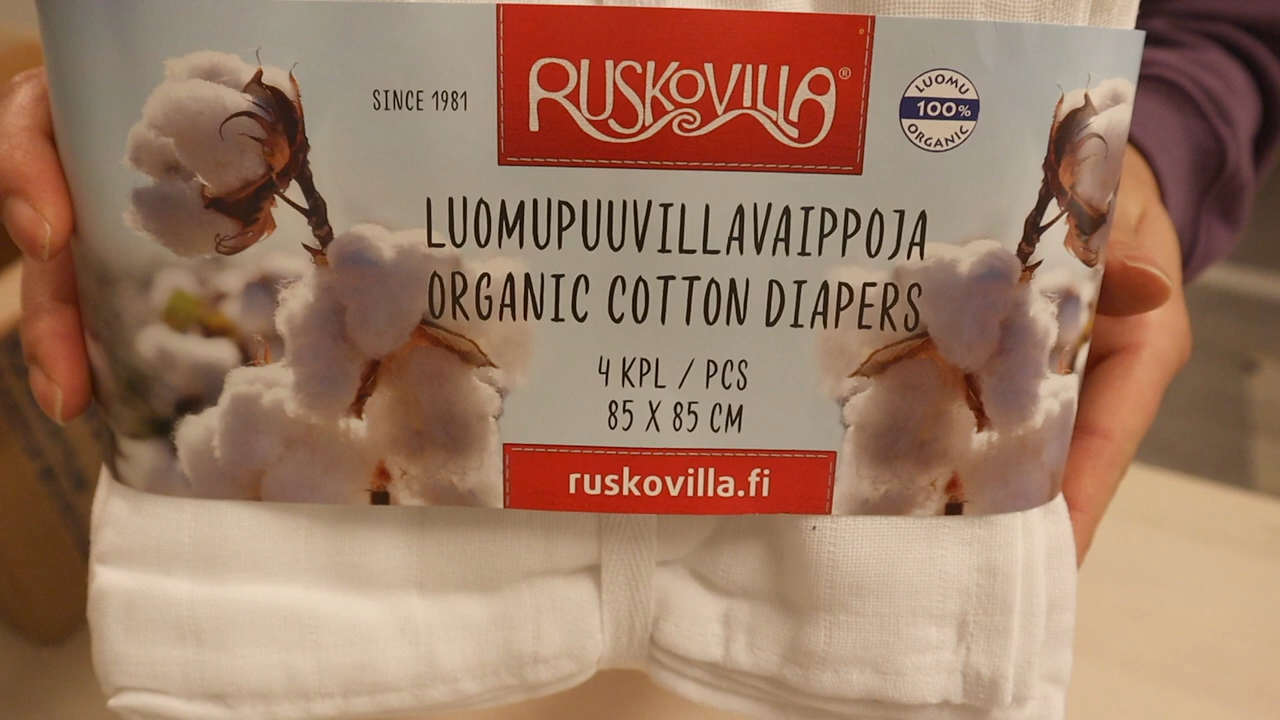 RUSKOVILLA®
SINCE 1981
LUOMU
100%
ORGANIC
LUOMUPUUVILLAVAIPPOJA
ORGANIC COTTON DIAPERS
4 KPL / PCS
85 X 85 CM
ruskovilla.fi